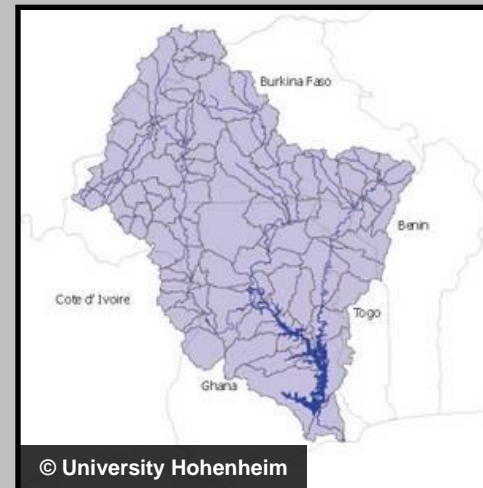 Burkina Faso
Benin
Cote d' Ivoire
Togo
Ghana
© University Hohenheim